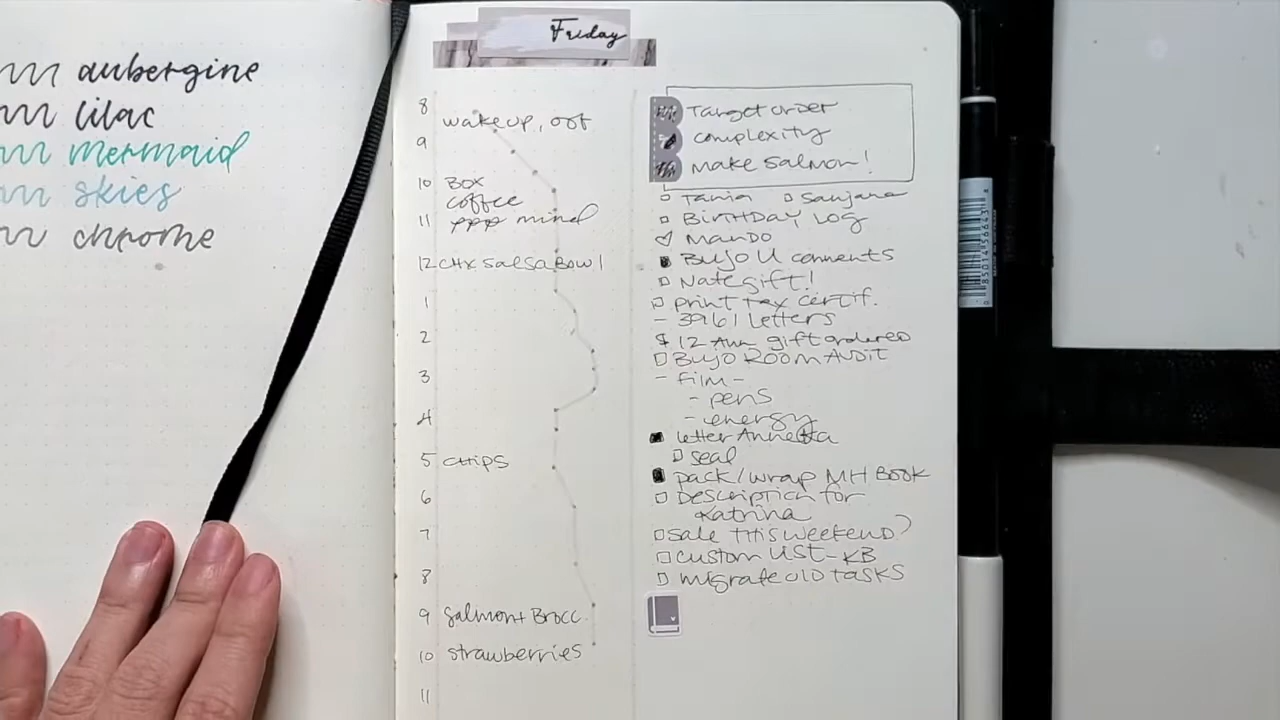 aubergine
lilac
mermaid
skies
chrome
Friday
8
wakeup, oof
9
10 BOX
coffee
11 mind
12 CHX SalsaBowl
1
2
3
4
5 chips
6
7
8
9 Salmon+Brocc.
10 strawberries
11
Target order
complexity
make salmon!
Tania Sanjana
BIRTHDAY LOG
Mando
BUJO U comments
Nate gift!
print tax certif.
- 3961 letters
$12 gift ordered
BUJO ROOM AUDIT
- film -
- pens
- energy
letter Annetta
seal
pack/wrap MH BOOK
Description for
Katrina
sale this weekend?
custom LIST - KB
migrate old tasks